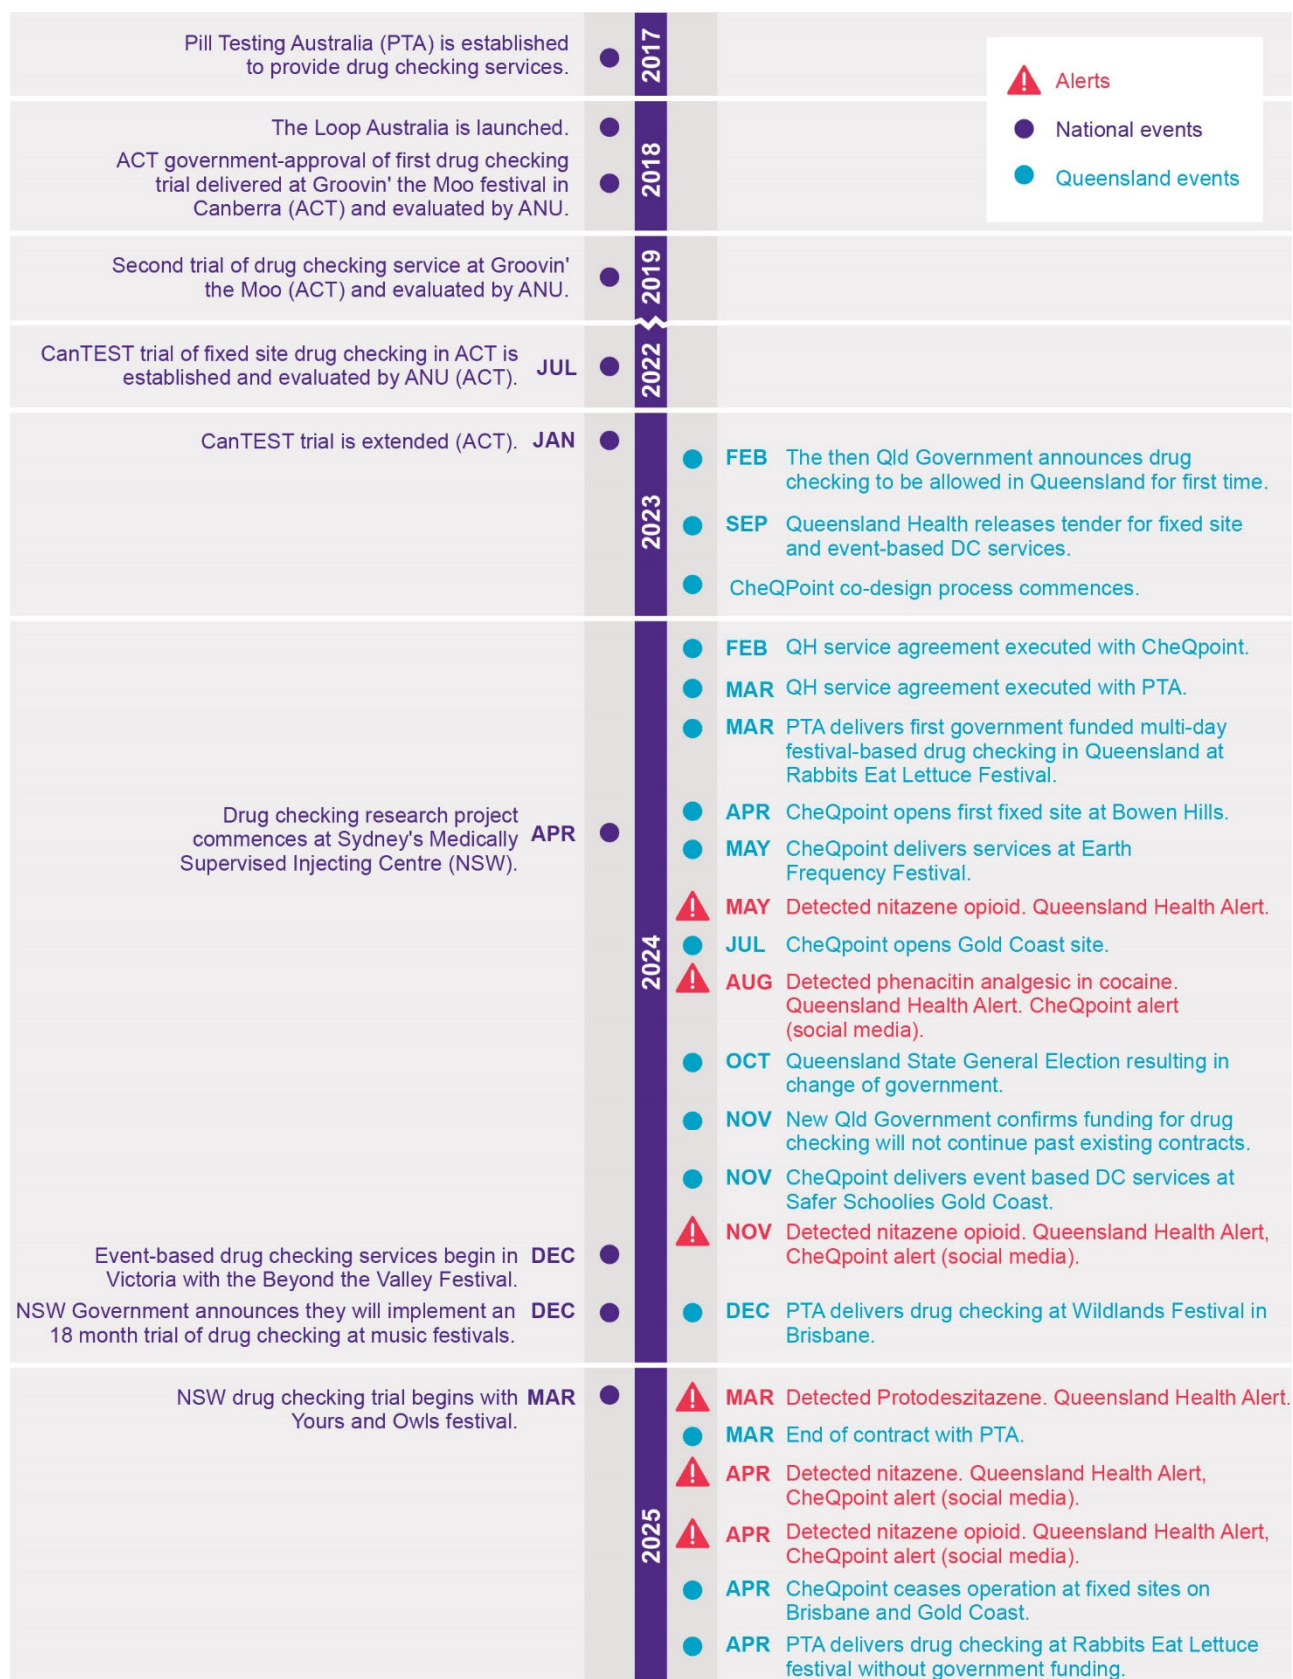 Pill Testing Australia (PTA) is established
to provide drug checking services.
2017
Alerts
National events
Queensland events
The Loop Australia is launched.
ACT government-approval of first drug checking
trial delivered at Groovin' the Moo festival in
Canberra (ACT) and evaluated by ANU.
2018
Second trial of drug checking service at Groovin'
the Moo (ACT) and evaluated by ANU.
2019
CanTEST trial of fixed site drug checking in ACT is
established and evaluated by ANU (ACT).
JUL
2022
CanTEST trial is extended (ACT). JAN
2023
FEB The then Qld Government announces drug
checking to be allowed in Queensland for first time.
SEP Queensland Health releases tender for fixed site
and event-based DC services.
CheQPoint co-design process commences.
2024
FEB QH service agreement executed with CheQpoint.
MAR QH service agreement executed with PTA.
MAR PTA delivers first government funded multi-day
festival-based drug checking in Queensland at
Rabbits Eat Lettuce Festival.
Drug checking research project
commences at Sydney's Medically
Supervised Injecting Centre (NSW).
APR
APR CheQpoint opens first fixed site at Bowen Hills.
MAY CheQpoint delivers services at Earth
Frequency Festival.
MAY Detected nitazene opioid. Queensland Health Alert.
JUL CheQpoint opens Gold Coast site.
AUG Detected phenacitin analgesic in cocaine.
Queensland Health Alert. CheQpoint alert
(social media).
OCT Queensland State General Election resulting in
change of government.
NOV New Qld Government confirms funding for drug
checking will not continue past existing contracts.
NOV CheQpoint delivers event based DC services at
Safer Schoolies Gold Coast.
NOV Detected nitazene opioid. Queensland Health Alert,
CheQpoint alert (social media).
Event-based drug checking services begin in DEC
Victoria with the Beyond the Valley Festival.
NSW Government announces they will implement an DEC
18 month trial of drug checking at music festivals.
DEC PTA delivers drug checking at Wildlands Festival in
Brisbane.
NSW drug checking trial begins with MAR
Yours and Owls festival.
2025
MAR Detected Protodeszitazene. Queensland Health Alert.
MAR End of contract with PTA.
APR Detected nitazene. Queensland Health Alert,
CheQpoint alert (social media).
APR Detected nitazene opioid. Queensland Health Alert,
CheQpoint alert (social media).
APR CheQpoint ceases operation at fixed sites on
Brisbane and Gold Coast.
APR PTA delivers drug checking at Rabbits Eat Lettuce
festival without government funding.